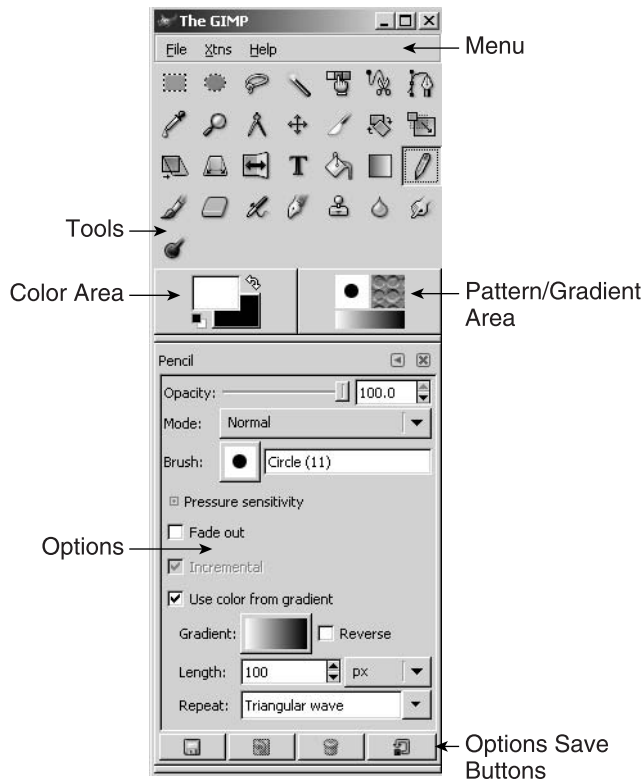 The GIMP
File Xtns Help
Menu
Tools
Color Area
Pattern/Gradient
Area
Pencil
Opacity: 100.0
Mode: Normal
Brush: Circle (11)
Pressure sensitivity
Fade out
Options
Incremental
Use color from gradient
Gradient: Reverse
Length: 100 px
Repeat: Triangular wave
Options Save
Buttons